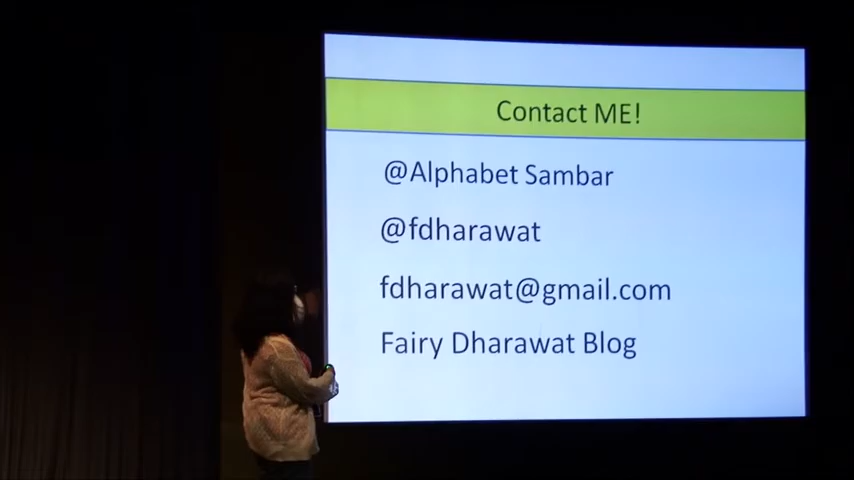 Contact ME!
@Alphabet Sambar
@fdharawat
fdharawat@gmail.com
Fairy Dharawat Blog